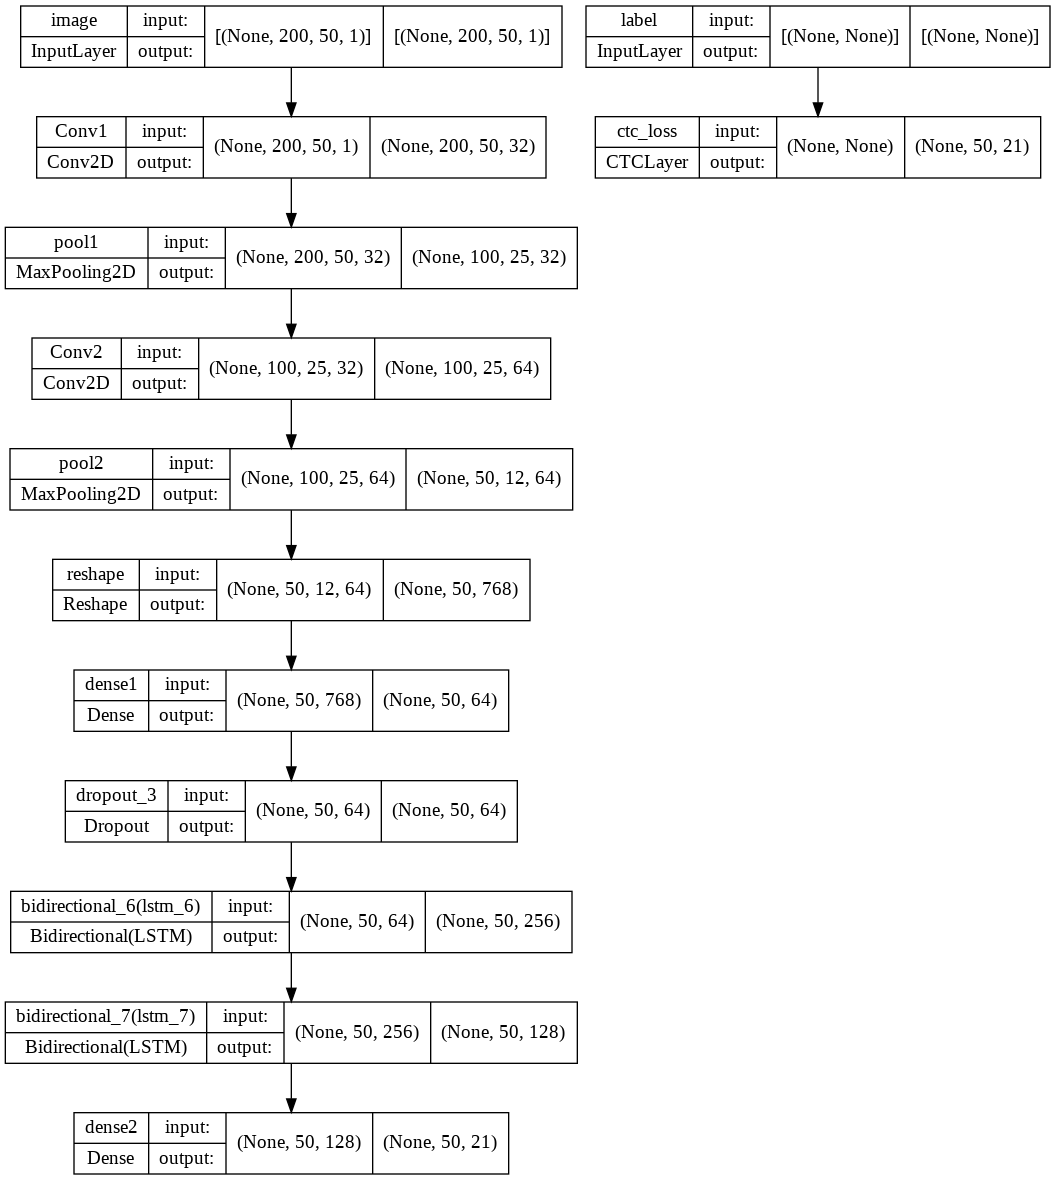 image input: [(None, 200, 50, 1)] [(None, 200, 50, 1)]
InputLayer output:
label input: [(None, None)] [(None, None)]
InputLayer output:
Conv1 input: (None, 200, 50, 1) (None, 200, 50, 32)
Conv2D output:
ctc_loss input: (None, None) (None, 50, 21)
CTCLayer output:
pool1 input: (None, 200, 50, 32) (None, 100, 25, 32)
MaxPooling2D output:
Conv2 input: (None, 100, 25, 32) (None, 100, 25, 64)
Conv2D output:
pool2 input: (None, 100, 25, 64) (None, 50, 12, 64)
MaxPooling2D output:
reshape input: (None, 50, 12, 64) (None, 50, 768)
Reshape output:
dense1 input: (None, 50, 768) (None, 50, 64)
Dense output:
dropout_3 input: (None, 50, 64) (None, 50, 64)
Dropout output:
bidirectional_6(lstm_6) input: (None, 50, 64) (None, 50, 256)
Bidirectional(LSTM) output:
bidirectional_7(lstm_7) input: (None, 50, 256) (None, 50, 128)
Bidirectional(LSTM) output:
dense2 input: (None, 50, 128) (None, 50, 21)
Dense output: